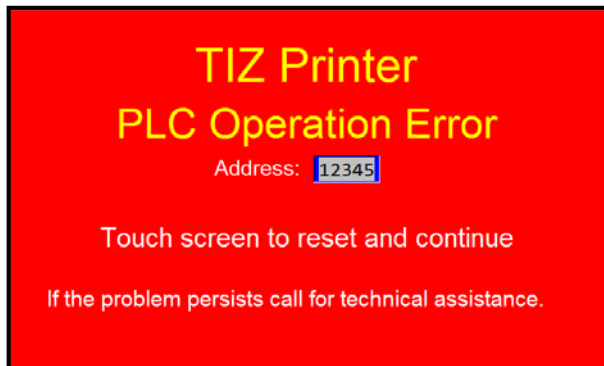 TIZ Printer
PLC Operation Error
Address: 12345
Touch screen to reset and continue
If the problem persists call for technical assistance.